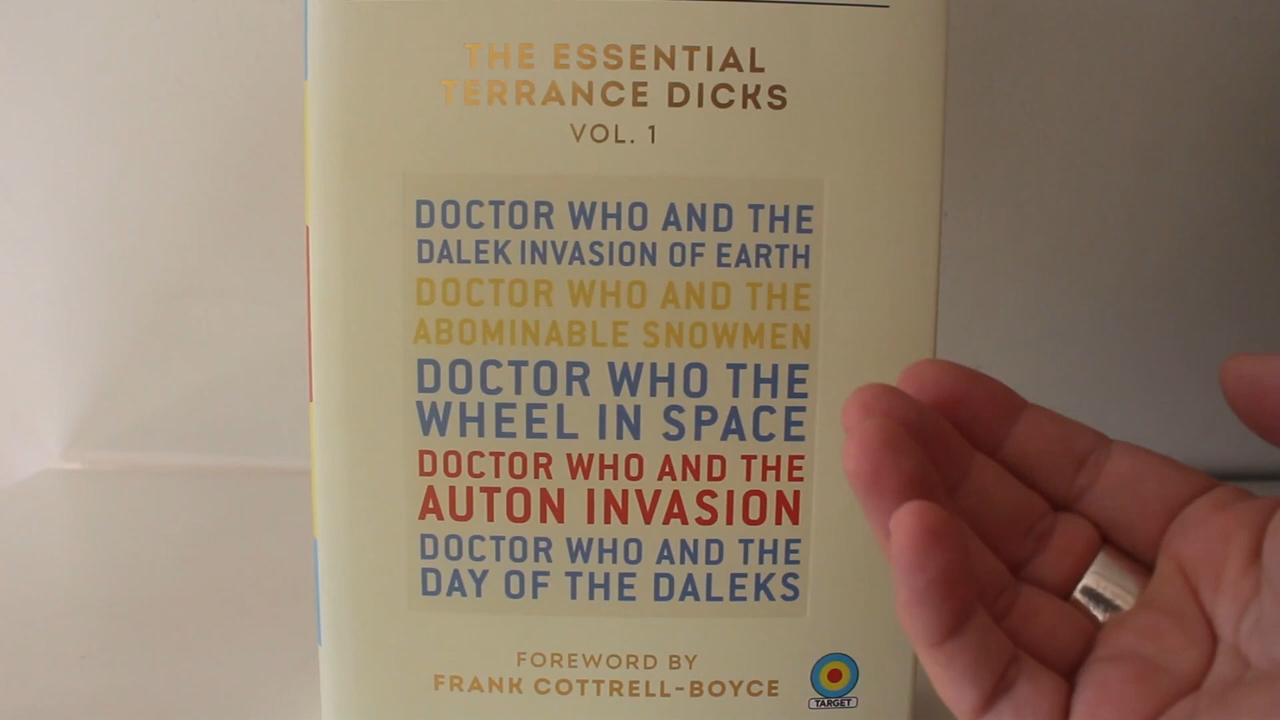 THE ESSENTIAL
TERRANCE DICKS
VOL. 1
DOCTOR WHO AND THE
DALEK INVASION OF EARTH
DOCTOR WHO AND THE
ABOMINABLE SNOWMEN
DOCTOR WHO THE
WHEEL IN SPACE
DOCTOR WHO AND THE
AUTON INVASION
DOCTOR WHO AND THE
DAY OF THE DALEKS
FOREWORD BY
FRANK COTTRELL-BOYCE
TARGET